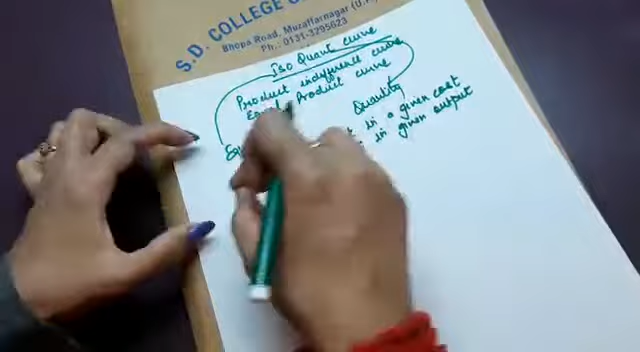 S.D. COLLEGE
Bhopa Road, Muzaffarnagar (U.P
Ph.: 0131-3295623
Iso Quant curve
Product indifference curve
Product curve
Quantity
in a given cost
in given output